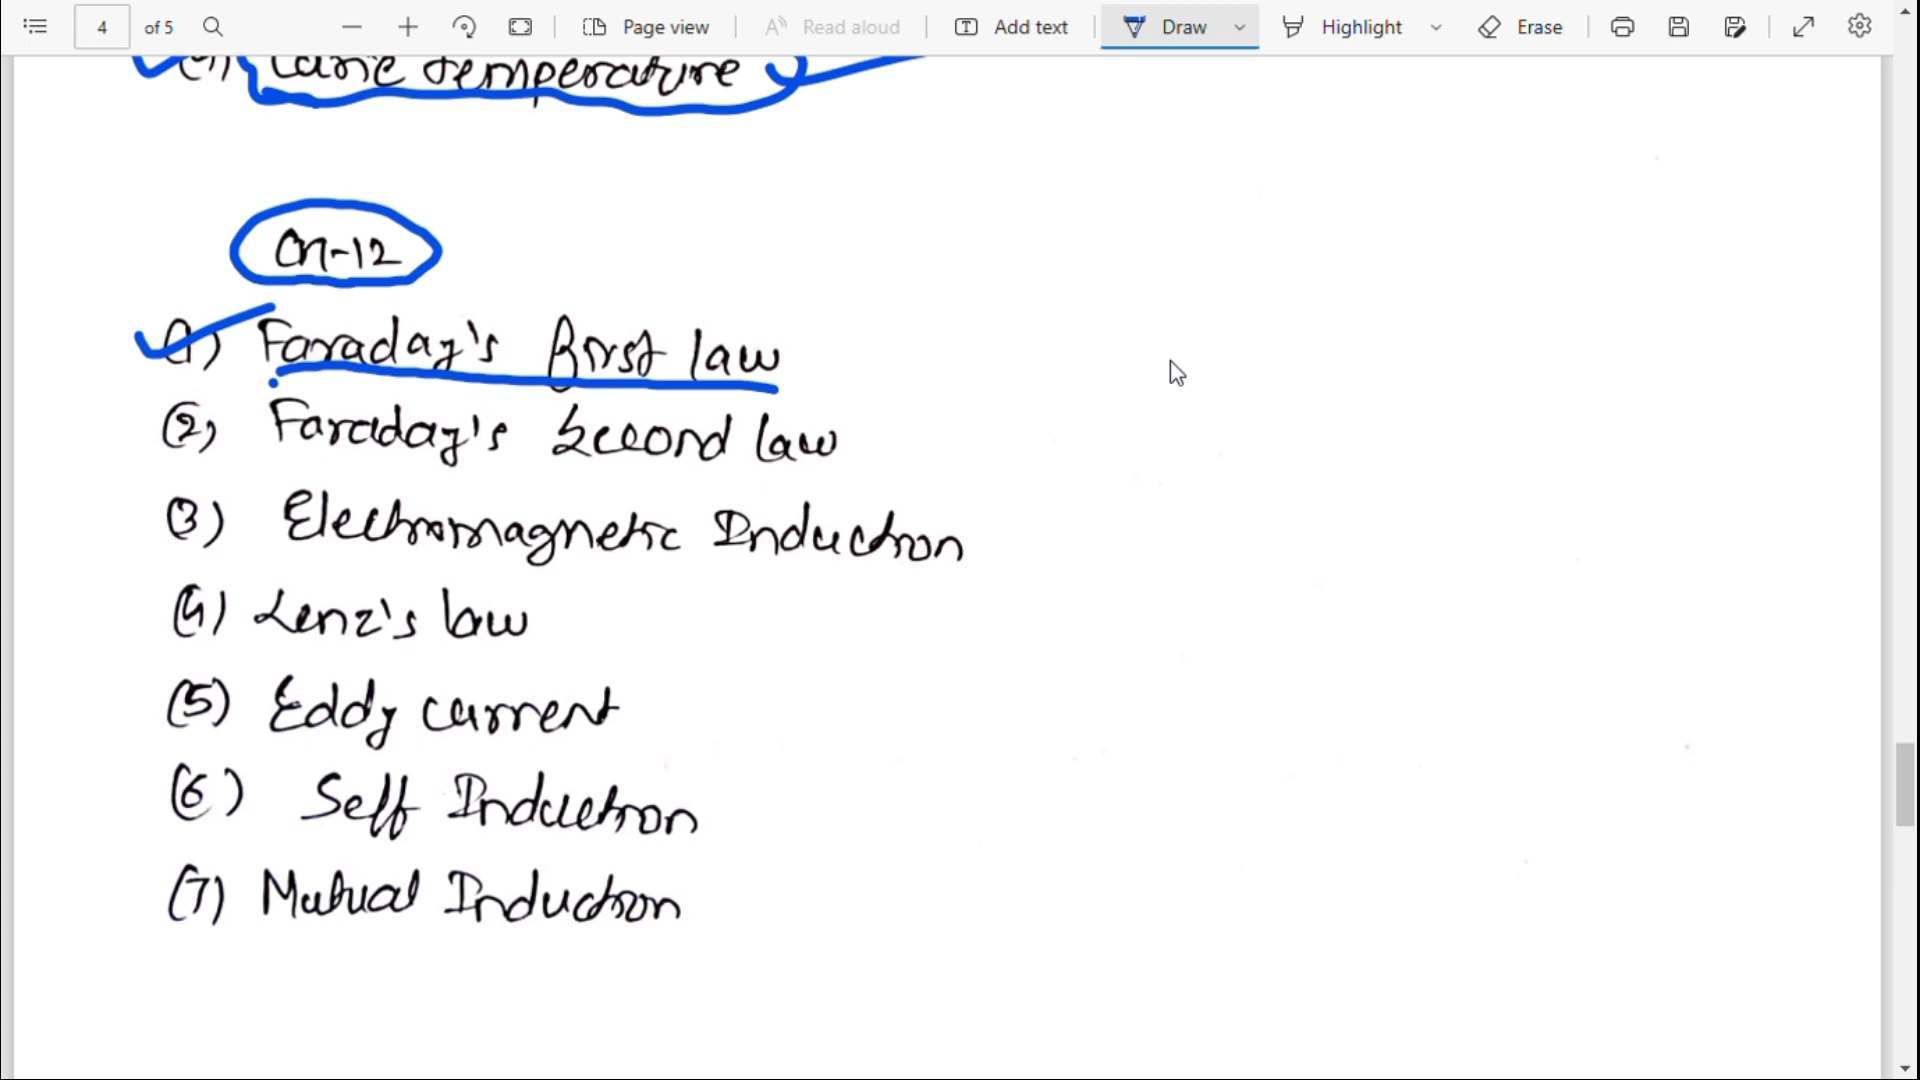 4 of 5 Page view Read aloud Add text Draw Highlight Erase
Temperature
Ch-12
(1) Faraday's first law
(2) Faraday's Second law
(3) Electromagnetic Induction
(4) Lenz's law
(5) Eddy current
(6) Self Induction
(7) Mutual Induction